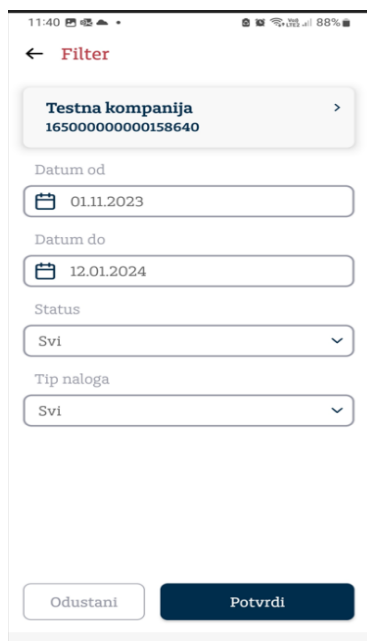 11:40
88%
Filter
Testna kompanija
165000000000158640
Datum od
01.11.2023
Datum do
12.01.2024
Status
Svi
Tip naloga
Svi
Odustani
Potvrdi